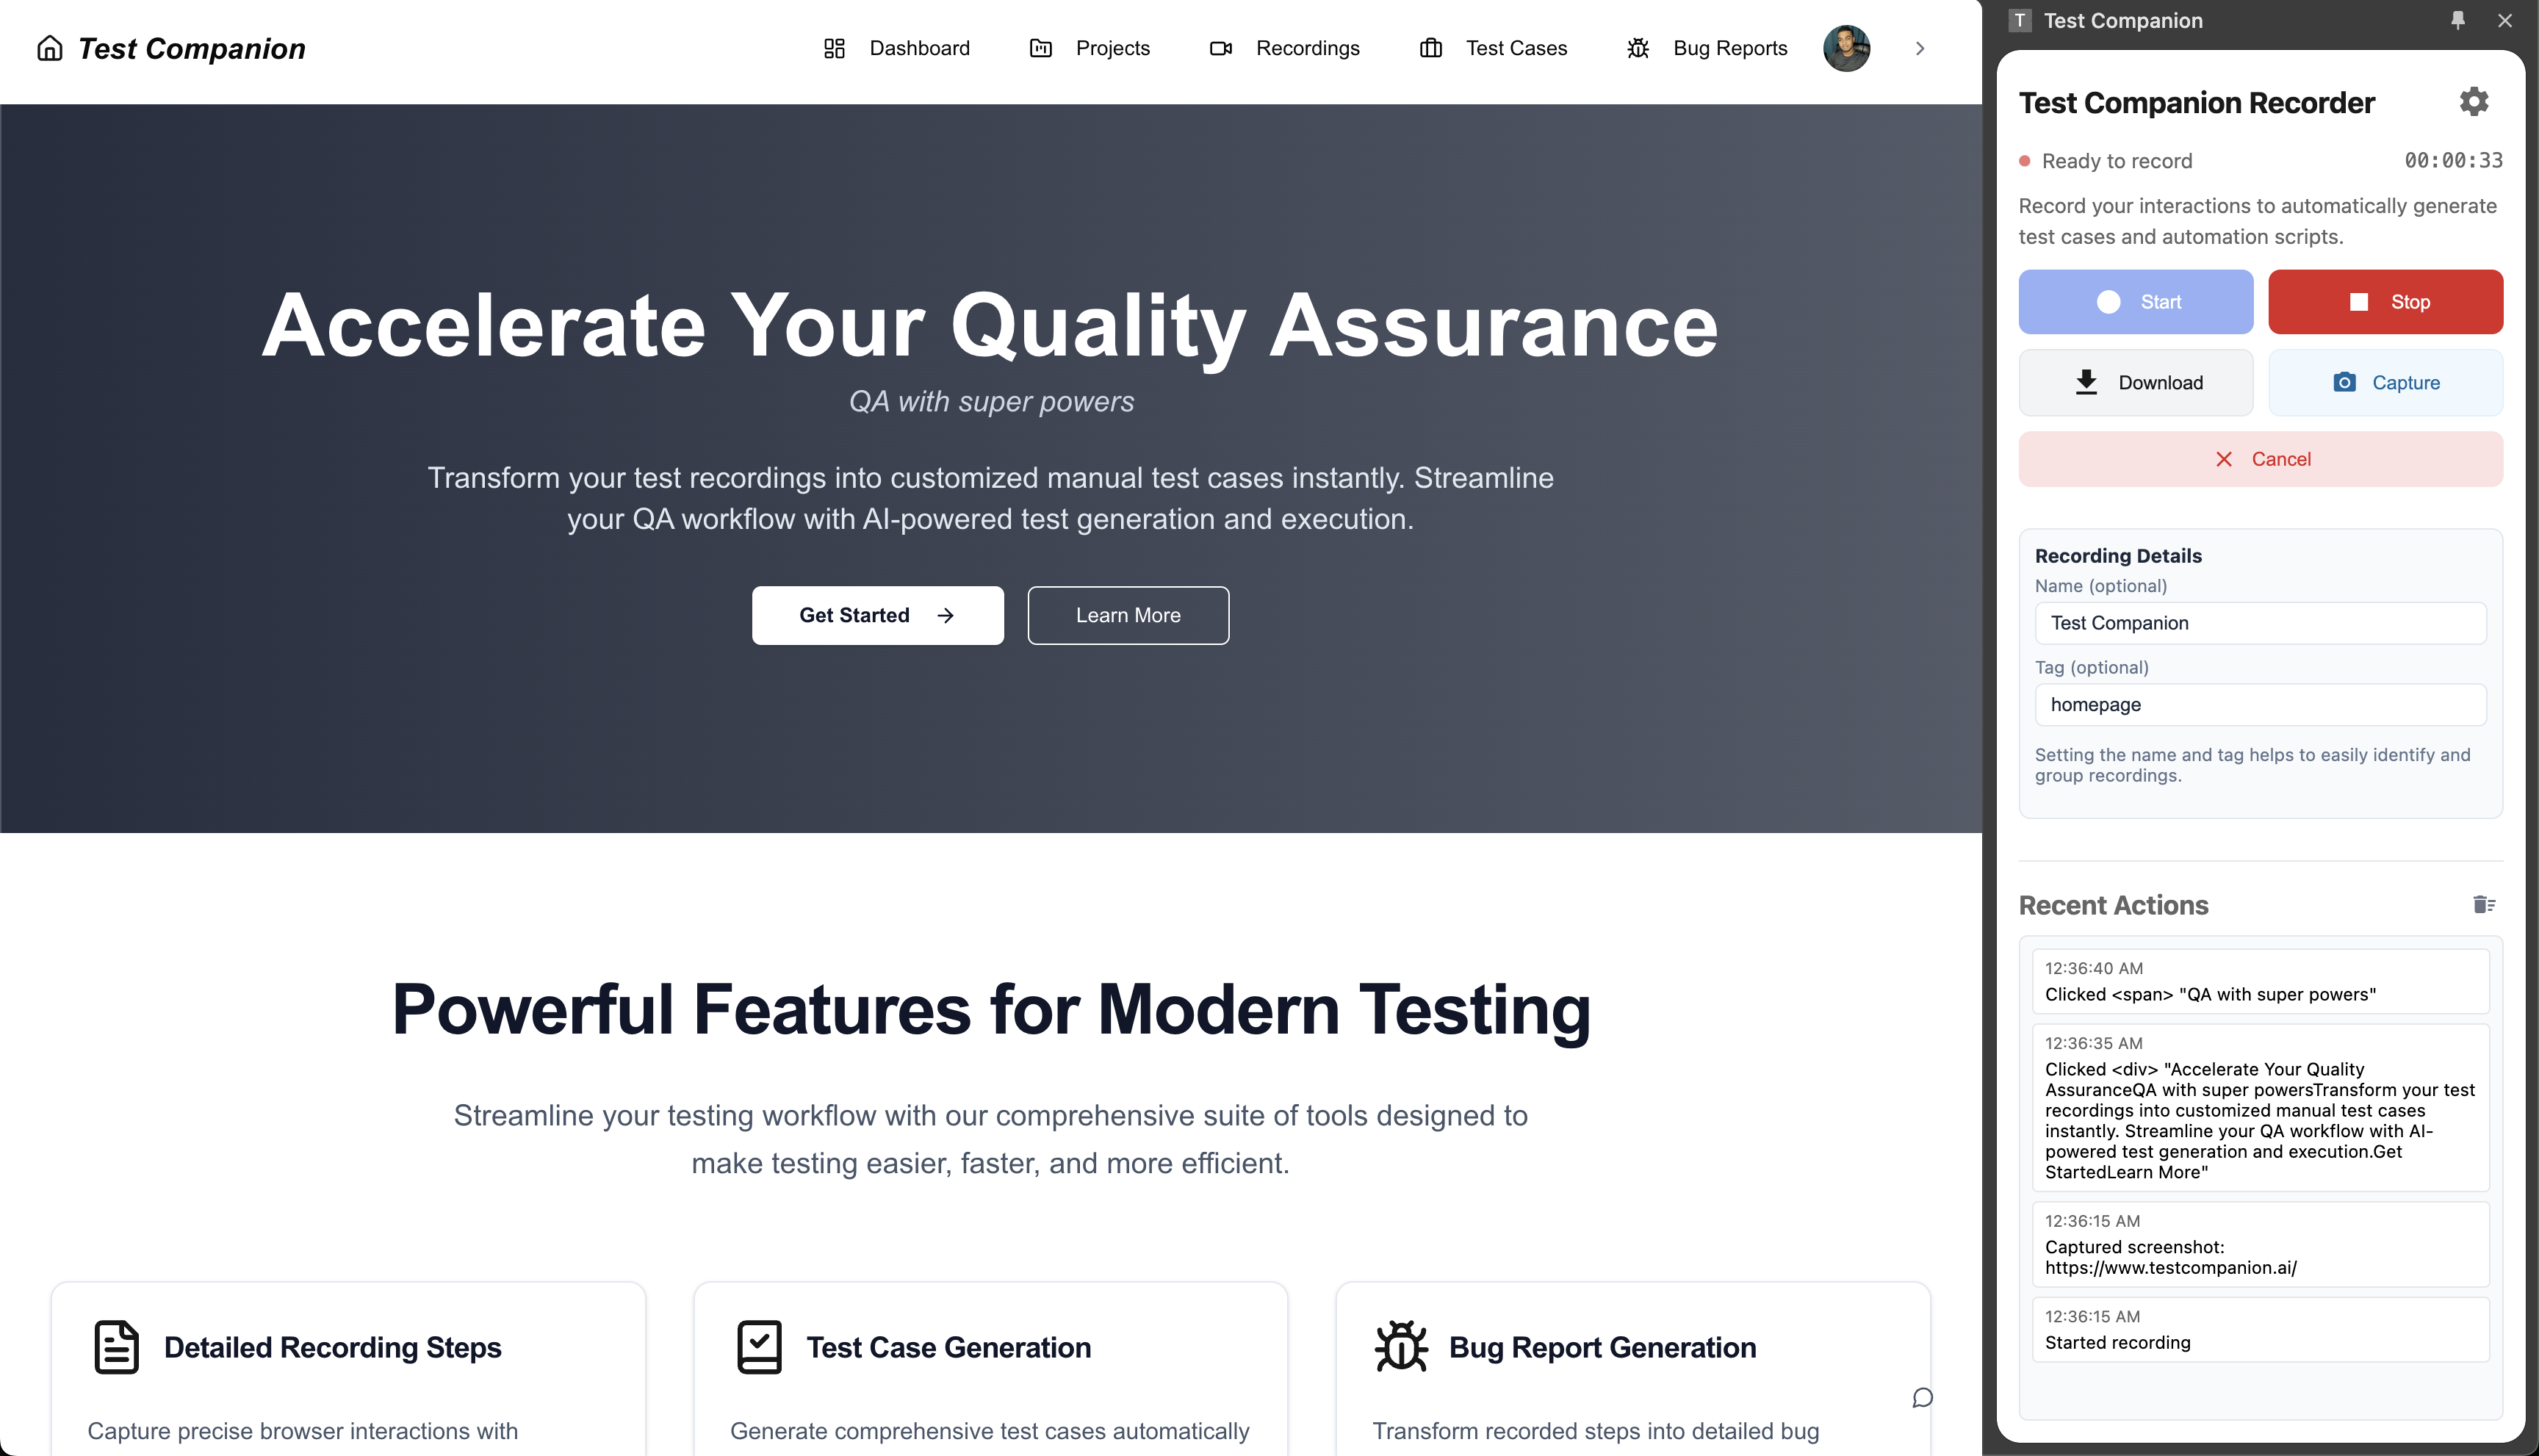 Test Companion
Dashboard
Projects
Recordings
Test Cases
Bug Reports
Accelerate Your Quality Assurance
QA with super powers
Transform your test recordings into customized manual test cases instantly. Streamline
your QA workflow with AI-powered test generation and execution.
Get Started
Learn More
Powerful Features for Modern Testing
Streamline your testing workflow with our comprehensive suite of tools designed to
make testing easier, faster, and more efficient.
Detailed Recording Steps
Capture precise browser interactions with
Test Case Generation
Generate comprehensive test cases automatically
Bug Report Generation
Transform recorded steps into detailed bug
T Test Companion
Test Companion Recorder
Ready to record 00:00:33
Record your interactions to automatically generate
test cases and automation scripts.
Start
Stop
Download
Capture
Cancel
Recording Details
Name (optional)
Test Companion
Tag (optional)
homepage
Setting the name and tag helps to easily identify and
group recordings.
Recent Actions
12:36:40 AM
Clicked <span> "QA with super powers"
12:36:35 AM
Clicked <div> "Accelerate Your Quality
AssuranceQA with super powersTransform your test
recordings into customized manual test cases
instantly. Streamline your QA workflow with AI-
powered test generation and execution.Get
StartedLearn More"
12:36:15 AM
Captured screenshot:
https://www.testcompanion.ai/
12:36:15 AM
Started recording